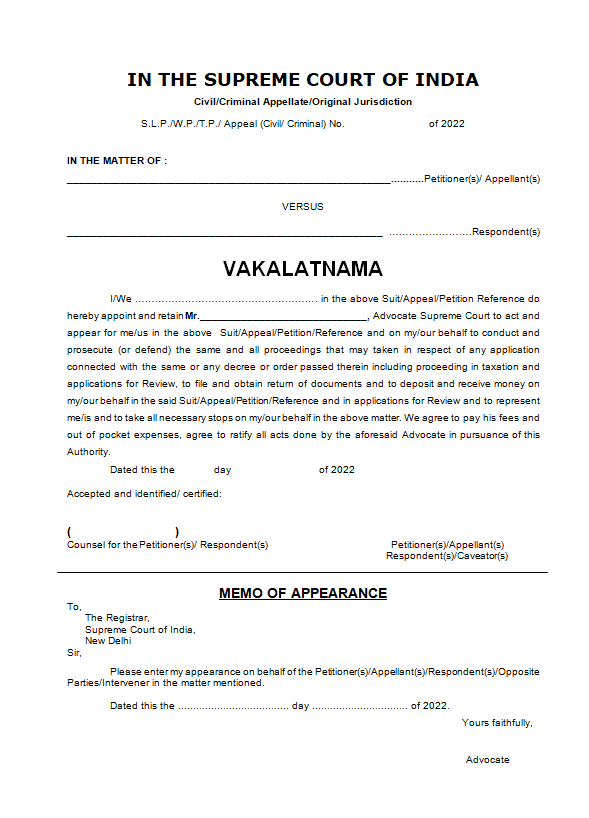 IN THE SUPREME COURT OF INDIA
Civil/Criminal Appellate/Original Jurisdiction
S.L.P./W.P./T.P./ Appeal (Civil/ Criminal) No. of 2022
IN THE MATTER OF :
______________________________________________________...........Petitioner(s)/ Appellant(s)
VERSUS
______________________________________________________ …………………….Respondent(s)
VAKALATNAMA
I/We ………………………………………………. in the above Suit/Appeal/Petition Reference do
hereby appoint and retain Mr.______________________________, Advocate Supreme Court to act and
appear for me/us in the above Suit/Appeal/Petition/Reference and on my/our behalf to conduct and
prosecute (or defend) the same and all proceedings that may taken in respect of any application
connected with the same or any decree or order passed therein including proceeding in taxation and
applications for Review, to file and obtain return of documents and to deposit and receive money on
my/our behalf in the said Suit/Appeal/Petition/Reference and in applications for Review and to represent
me/is and to take all necessary stops on my/our behalf in the above matter. We agree to pay his fees and
out of pocket expenses, agree to ratify all acts done by the aforesaid Advocate in pursuance of this
Authority.
Dated this the day of 2022
Accepted and identified/ certified:
( )
Counsel for the Petitioner(s)/ Respondent(s) Petitioner(s)/Appellant(s)
Respondent(s)/Caveator(s)
MEMO OF APPEARANCE
To,
The Registrar,
Supreme Court of India,
New Delhi
Sir,
Please enter my appearance on behalf of the Petitioner(s)/Appellant(s)/Respondent(s)/Opposite
Parties/Intervener in the matter mentioned.
Dated this the ..................................... day ................................ of 2022.
Yours faithfully,
Advocate